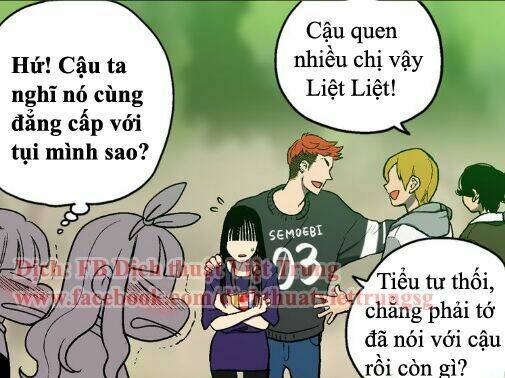 Hứ! Cậu ta
nghĩ nó cùng
đẳng cấp với
tụi mình sao?
Cậu quen
nhiều chị vậy
Liệt Liệt!
SEMOEBI
03
Dịch: FB Dịch thuật Việt Trung
www.facebook.com/dichthuatviettrungsg
Tiểu tư thối,
chẳng phải tớ
đã nói với cậu
rồi còn gì?